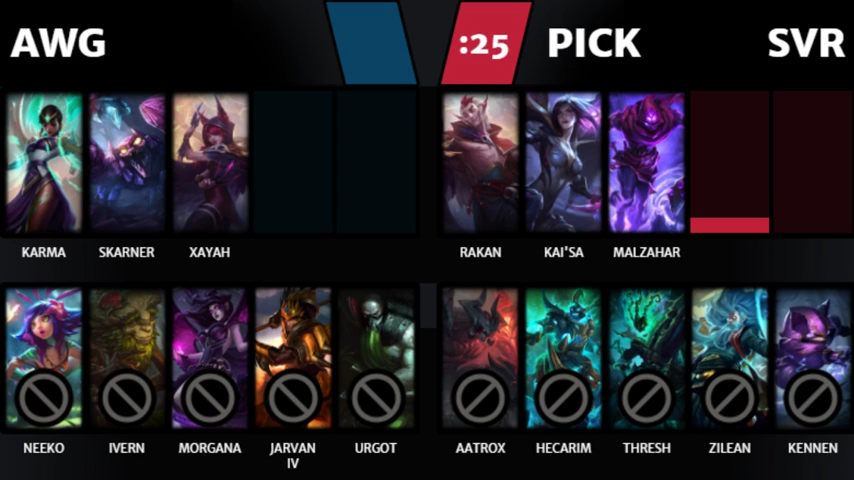 AWG
:25 PICK
SVR
KARMA SKARNER XAYAH
RAKAN KAI'SA MALZAHAR
NEEKO IVERN MORGANA JARVAN IV URGOT
AATROX HECARIM THRESH ZILEAN KENNEN